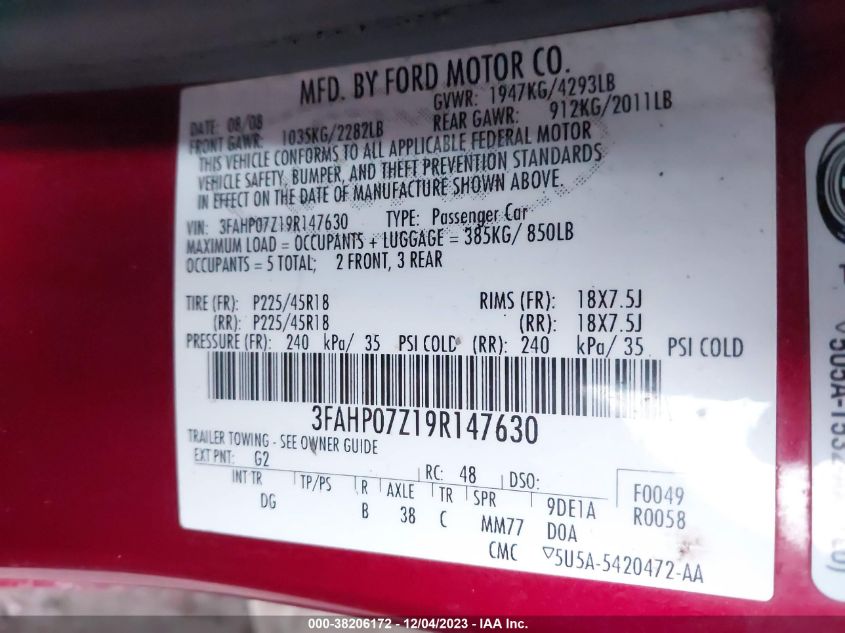 MFD. BY FORD MOTOR CO.
DATE: 08/08 GVWR: 1947KG/4293LB
FRONT GAWR: 1035KG/2282LB REAR GAWR: 912KG/2011LB
THIS VEHICLE CONFORMS TO ALL APPLICABLE FEDERAL MOTOR
VEHICLE SAFETY, BUMPER, AND THEFT PREVENTION STANDARDS
IN EFFECT ON THE DATE OF MANUFACTURE SHOWN ABOVE.
VIN: 3FAHP07Z19R147630 TYPE: Passenger Car
MAXIMUM LOAD = OCCUPANTS + LUGGAGE = 385KG/ 850LB
OCCUPANTS = 5 TOTAL; 2 FRONT, 3 REAR
TIRE (FR): P225/45R18 RIMS (FR): 18X7.5J
(RR): P225/45R18 (RR): 18X7.5J
PRESSURE (FR): 240 kPa/ 35 PSI COLD (RR): 240 kPa/ 35 PSI COLD
3FAHP07Z19R147630
TRAILER TOWING - SEE OWNER GUIDE
EXT PNT: G2 RC: 48 DSO: F0049
INT TR TP/PS R AXLE TR SPR 9DE1A R0058
DG B 38 C MM77 DOA
CMC ▽5U5A-5420472-AA
000-38206172 - 12/04/2023 - IAA Inc.